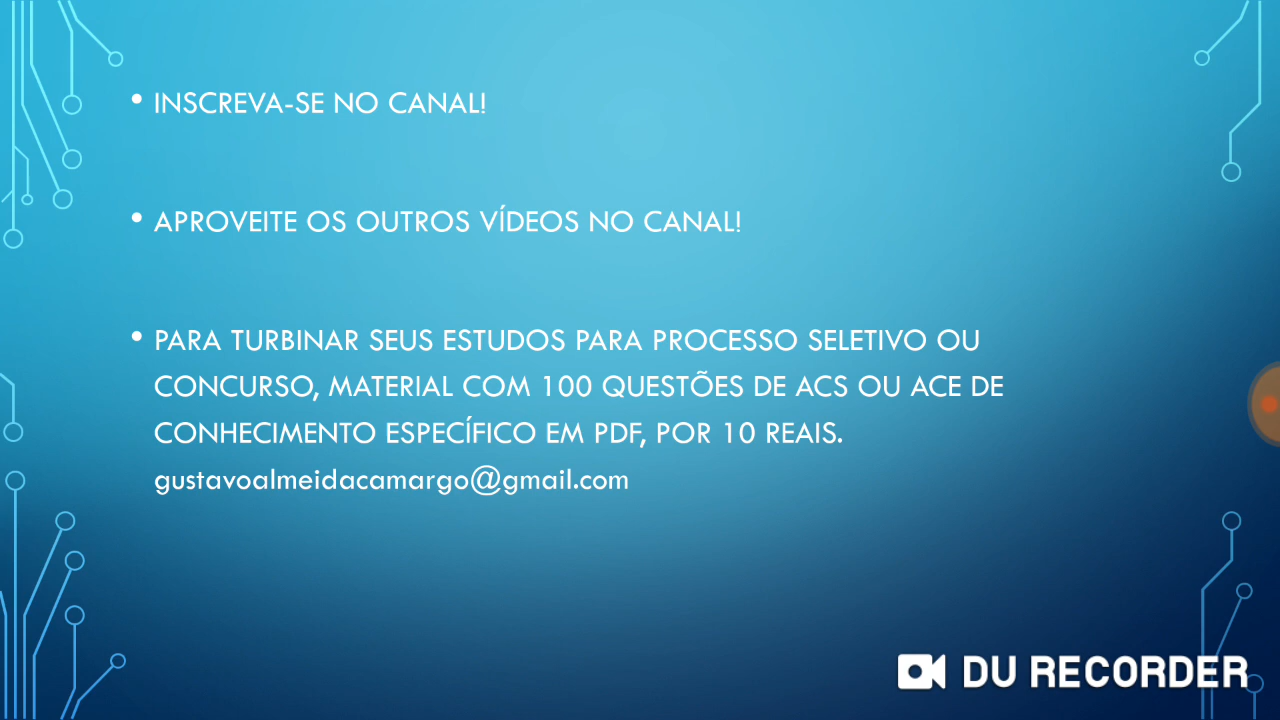 • INSCREVA-SE NO CANAL!
• APROVEITE OS OUTROS VÍDEOS NO CANAL!
• PARA TURBINAR SEUS ESTUDOS PARA PROCESSO SELETIVO OU
CONCURSO, MATERIAL COM 100 QUESTÕES DE ACS OU ACE DE
CONHECIMENTO ESPECÍFICO EM PDF, POR 10 REAIS.
gustavoalmeidacamargo@gmail.com
DU RECORDER